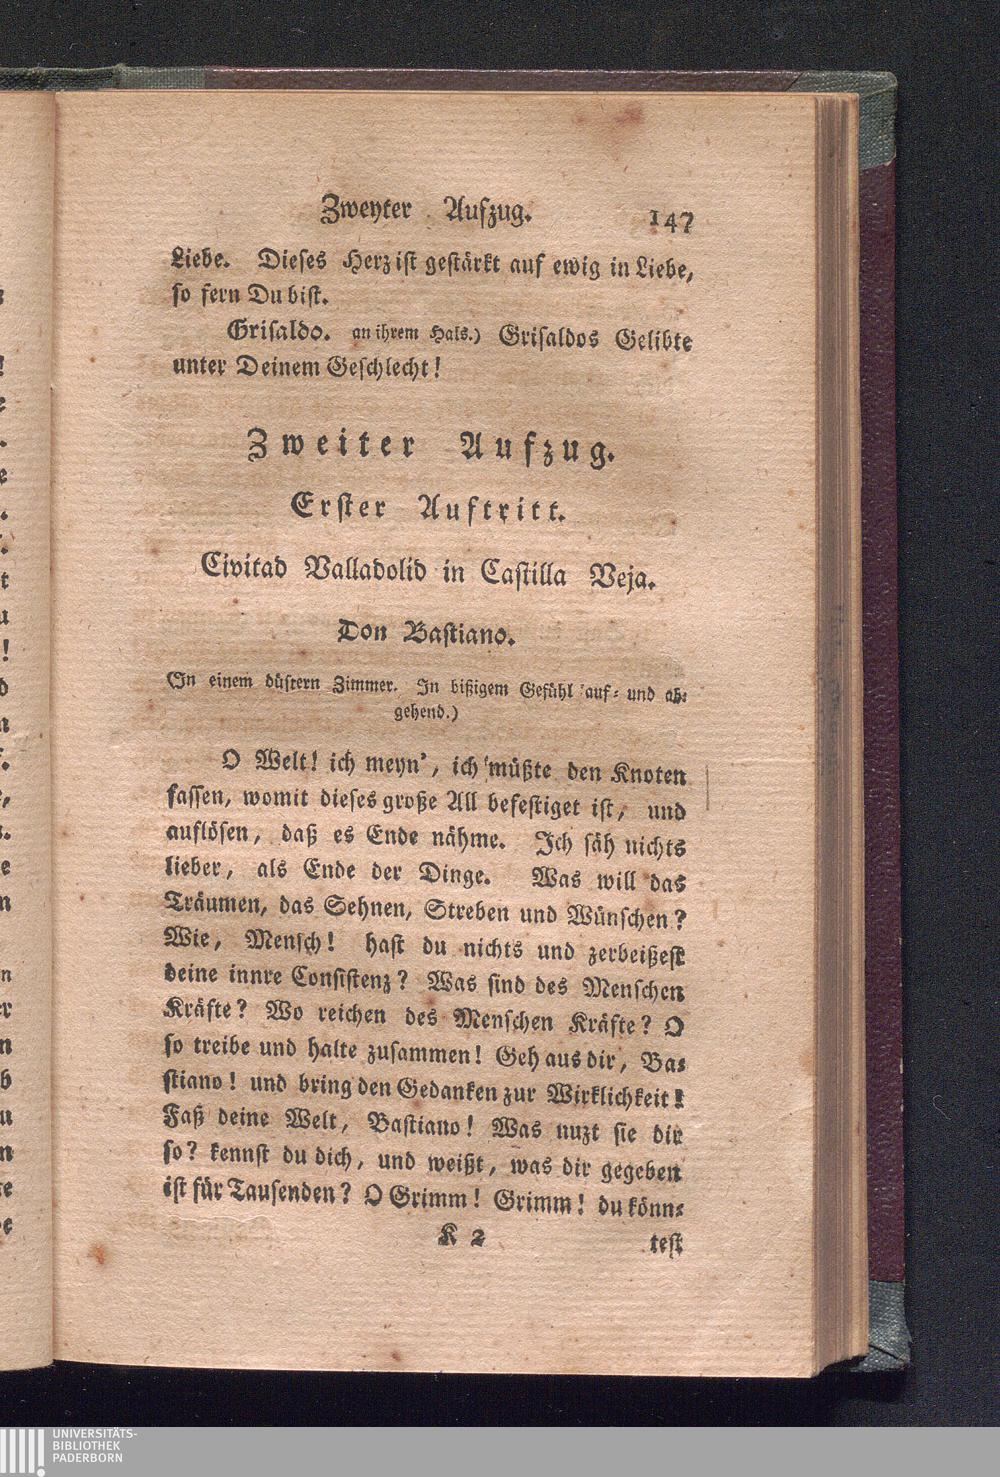 Zweyter Aufzug. 147
Liebe. Dieses Herz ist gestärkt auf ewig in Liebe,
so fern Du bist.
Grisaldo. an ihrem Hals.) Grisaldos Gelibte
unter Deinem Geschlecht!
Zweiter Aufzug.
Erster Auftritt.
Civitad Valladolid in Castilla Veja.
Don Bastiano.
(In einem düstern Zimmer. In bißigem Gefühl auf- und ab-
gehend.)
O Welt! ich meyn', ich müßte den Knoten
fassen, womit dieses große All befestiget ist, und
auflösen, daß es Ende nähme. Ich säh nichts
lieber, als Ende der Dinge. Was will das
Träumen, das Sehnen, Streben und Wünschen?
Wie, Mensch! hast du nichts und zerbeißest
deine innre Consistenz? Was sind des Menschen
Kräfte? Wo reichen des Menschen Kräfte? O
so treibe und halte zusammen! Geh aus dir, Ba-
stiano! und bring den Gedanken zur Wirklichkeit!
Faß deine Welt, Bastiano! Was nuzt sie dir
so? kennst du dich, und weißt, was dir gegeben
ist für Tausenden? O Grimm! Grimm! du könn-
K 2 test
UNIVERSITÄTS-
BIBLIOTHEK
PADERBORN